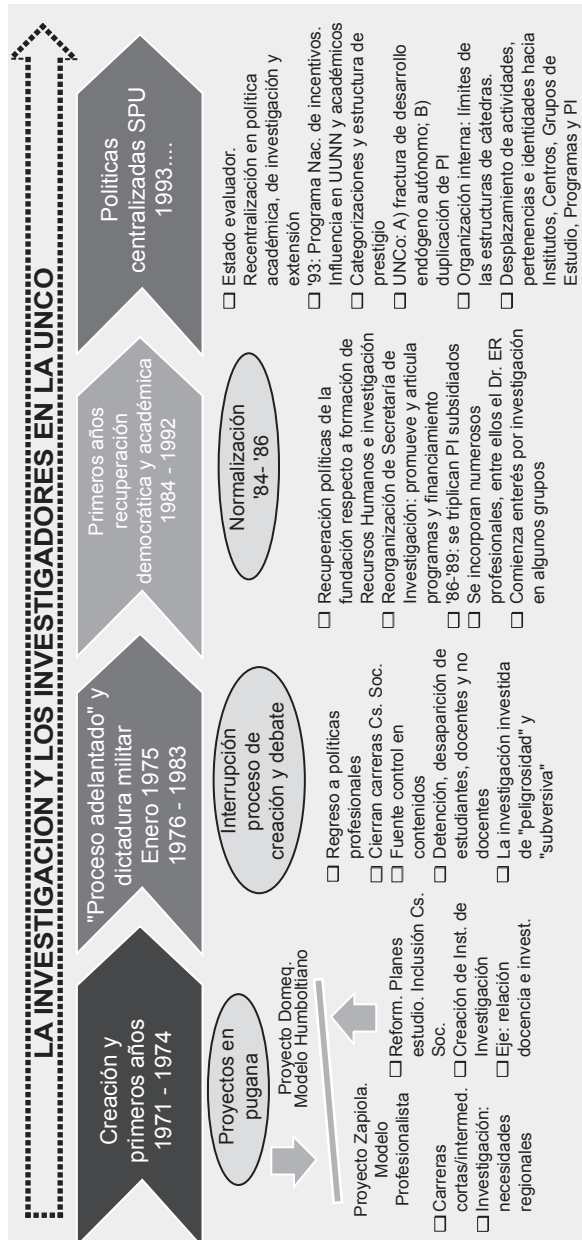 LA INVESTIGACION Y LOS INVESTIGADORES EN LA UNCO
Creación y
primeros años
1971 - 1974
Proyectos en
pugana
Proyecto Zapiola.
Modelo
Profesionalista
❑ Carreras
cortas/intermed.
❑ Investigación:
necesidades
regionales
Proyecto Domeq.
Modelo Humboltiano
❑ Reform. Planes
estudio. Inclusión Cs.
Soc.
❑ Creación de Inst. de
Investigación
❑ Eje: relación
docencia e invest.
"Proceso adelantado" y
dictadura militar
Enero 1975
1976 - 1983
Interrupción
proceso de
creación y debate
❑ Regreso a políticas
profesionales
❑ Cierran carreras Cs. Soc.
❑ Fuente control en
contenidos
❑ Detención, desaparición de
estudiantes, docentes y no
docentes
❑ La investigación investida
de "peligrosidad" y
"subversiva"
Primeros años
recuperación
democrática y académica
1984 - 1992
Normalización
'84- '86
❑ Recuperación políticas de la
fundación respecto a formación de
Recursos Humanos e investigación
❑ Reorganización de Secretaría de
Investigación: promueve y articula
programas y financiamiento
❑ '86-'89: se triplican PI subsidiados
❑ Se incorporan numerosos
profesionales, entre ellos el Dr. ER
❑ Comienza enterés por investigación
en algunos grupos
Políticas
centralizadas SPU
1993....
❑ Estado evaluador.
Recentralización en política
académica, de investigación y
extensión
❑ '93: Programa Nac. de incentivos.
Influencia en UUNN y académicos
❑ Categorizaciones y estructura de
prestigio
❑ UNCo: A) fractura de desarrollo
endógeno autónomo; B)
duplicación de PI
❑ Organización interna: límites de
las estructuras de cátedras.
❑ Desplazamiento de actividades,
pertenencias e identidades hacia
Institutos, Centros, Grupos de
Estudio, Programas y PI